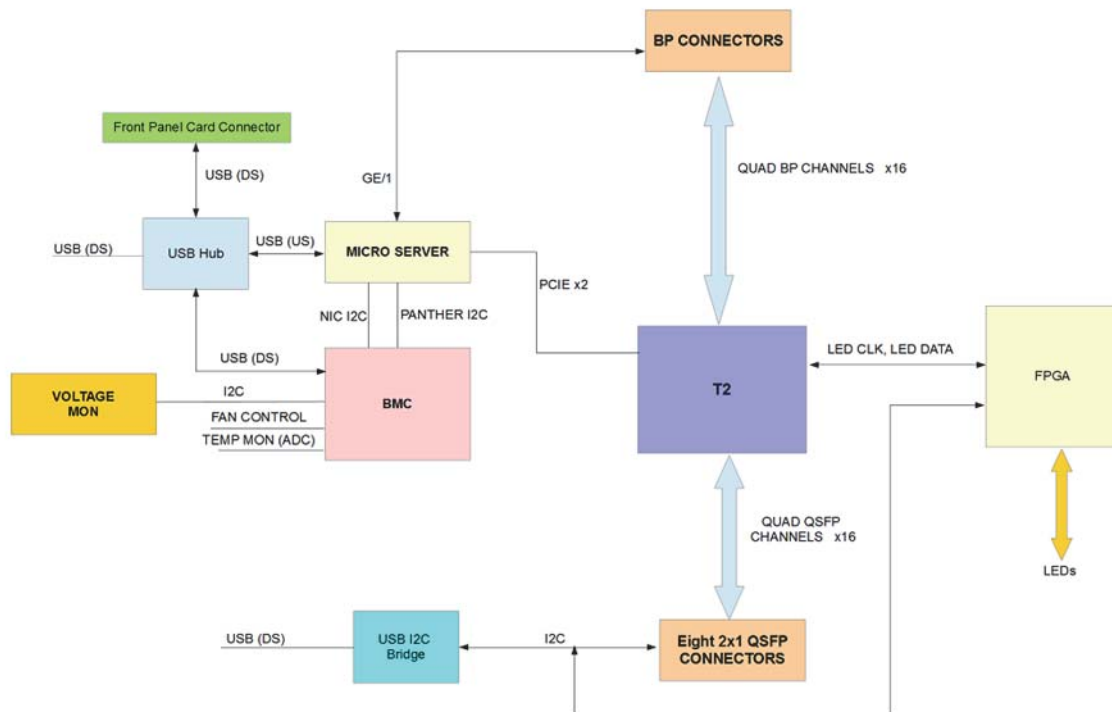 BP CONNECTORS
Front Panel Card Connector
USB (DS)
QUAD BP CHANNELS x16
GE/1
USB (DS)
USB Hub
USB (US)
MICRO SERVER
PCIE x2
NIC I2C
PANTHER I2C
USB (DS)
LED CLK, LED DATA
FPGA
T2
VOLTAGE
MON
I2C
BMC
FAN CONTROL
TEMP MON (ADC)
QUAD QSFP
CHANNELS x16
LEDs
USB (DS)
USB I2C
Bridge
I2C
Eight 2x1 QSFP
CONNECTORS